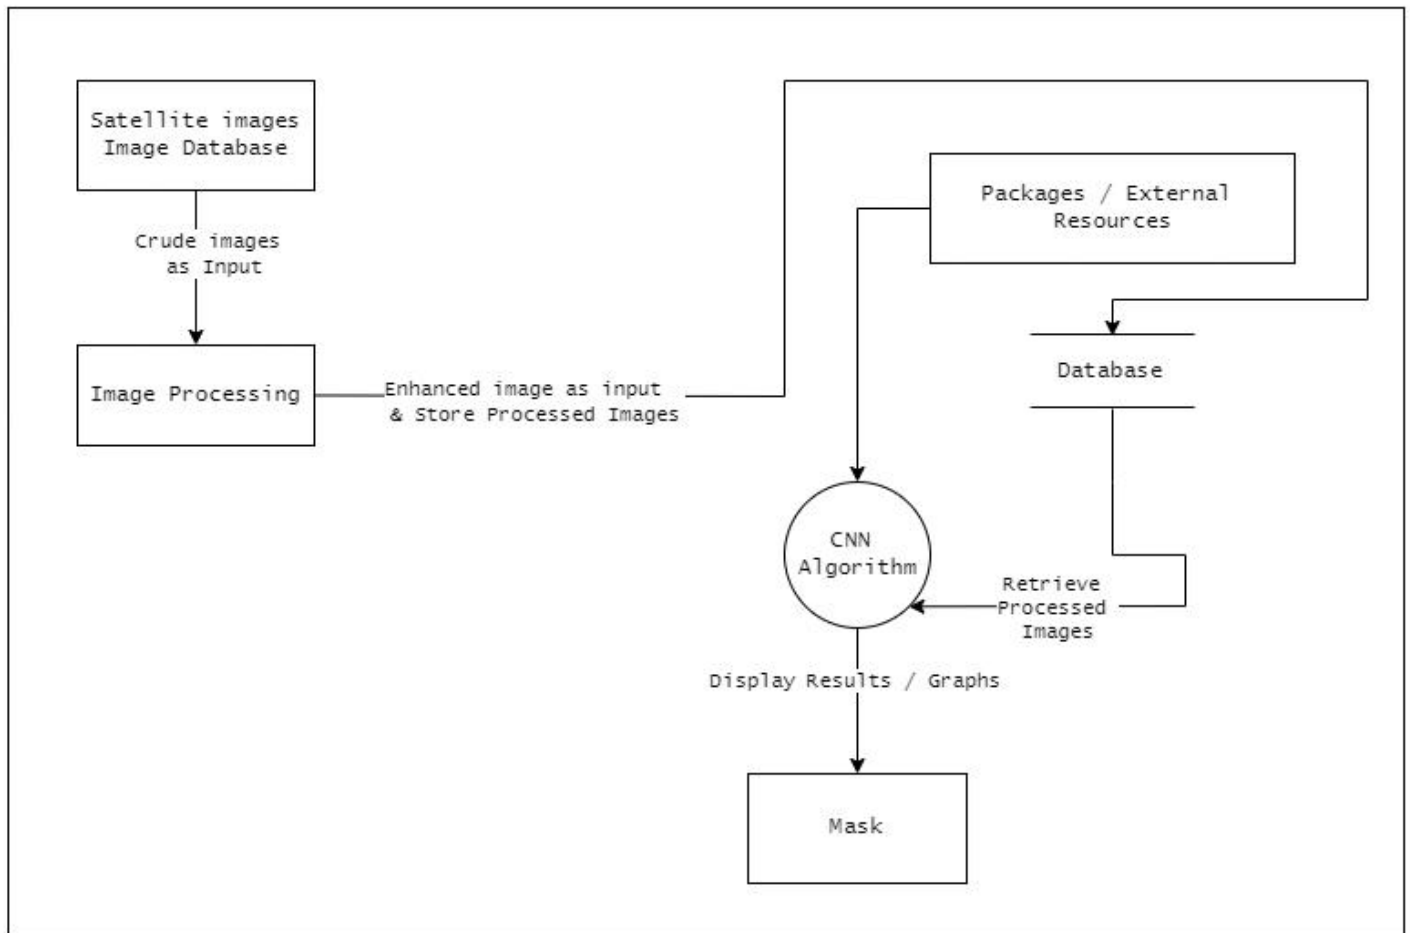 Satellite images
Image Database
Crude images
as Input
Image Processing
Enhanced image as input
& Store Processed Images
Packages / External
Resources
Database
CNN
Algorithm
Retrieve
Processed
Images
Display Results / Graphs
Mask